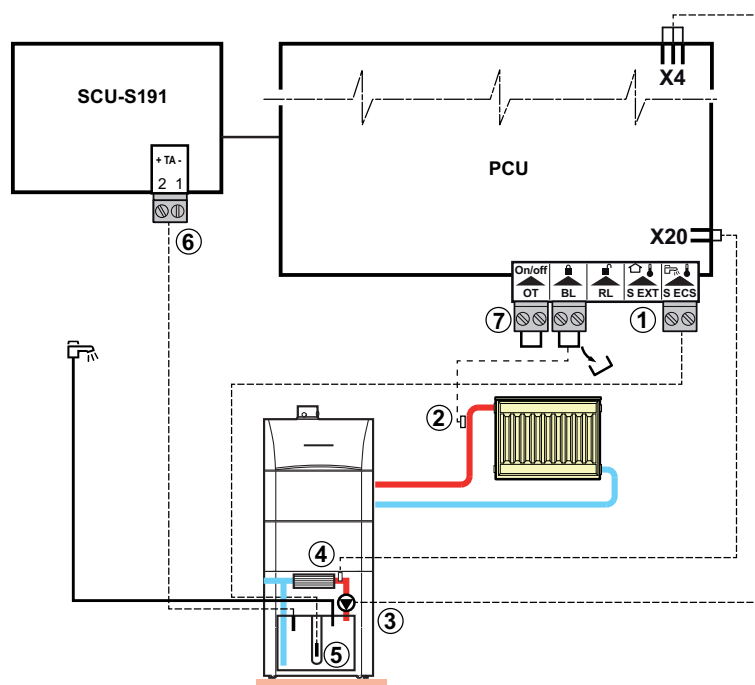 X4
SCU-S191
PCU
+ TA -
2 1
6
X20
On/off
OT BL RL S EXT S ECS
7
1
2
4
3
5